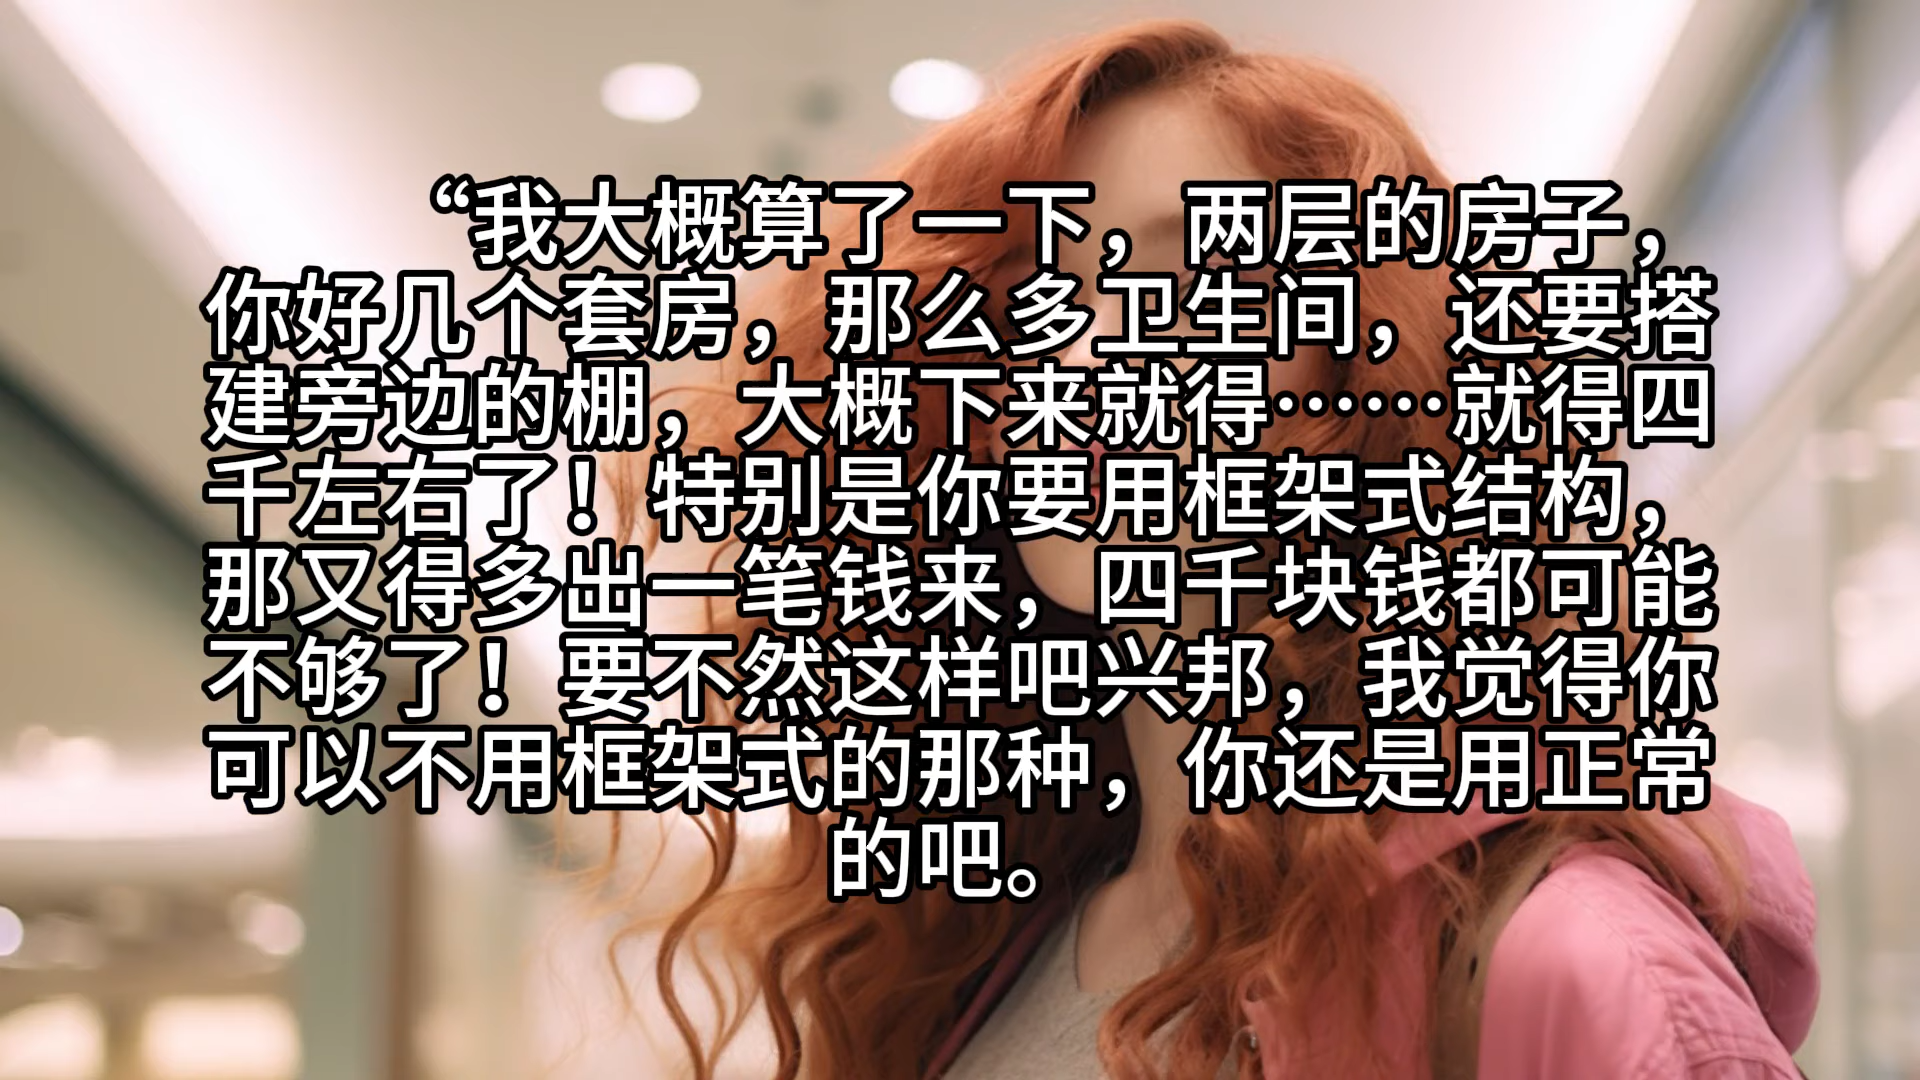 “我大概算了一下，两层的房子，
你好几个套房，那么多卫生间，还要搭
建旁边的棚，大概下来就得……就得四
千左右了！特别是你要用框架式结构，
那又得多出一笔钱来，四千块钱都可能
不够了！要不然这样吧兴邦，我觉得你
可以不用框架式的那种，你还是用正常
的吧。